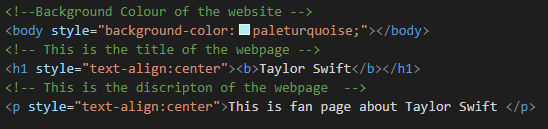 <!--Background Colour of the website -->
<body style="background-color:paleturquoise;"></body>
<!-- This is the title of the webpage -->
<h1 style="text-align:center"><b>Taylor Swift</b></h1>
<!-- This is the discripton of the webpage  -->
<p style="text-align:center">This is fan page about Taylor Swift </p>